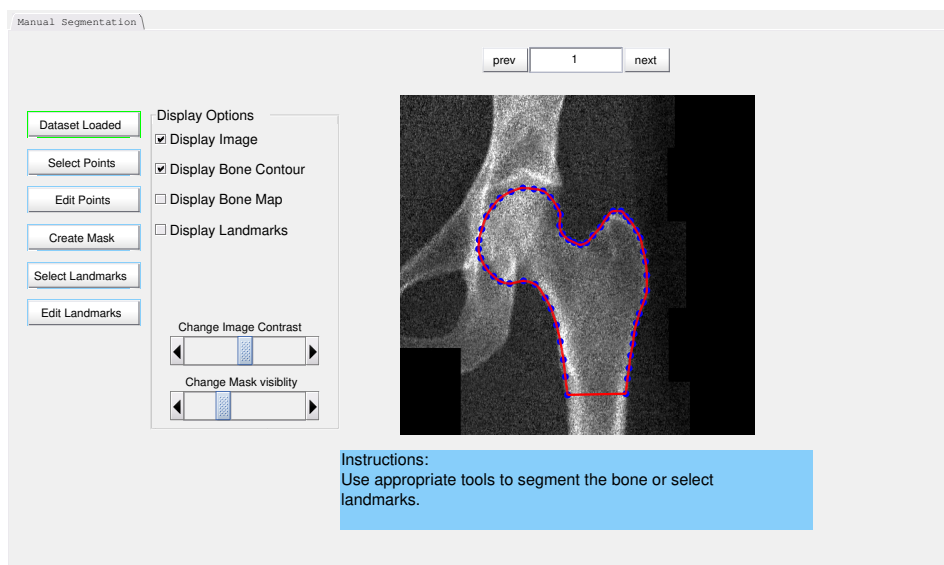 Manual Segmentation
prev
1
next
Dataset Loaded
Select Points
Edit Points
Create Mask
Select Landmarks
Edit Landmarks
Display Options
Display Image
Display Bone Contour
Display Bone Map
Display Landmarks
Change Image Contrast
Change Mask visiblity
Instructions:
Use appropriate tools to segment the bone or select
landmarks.